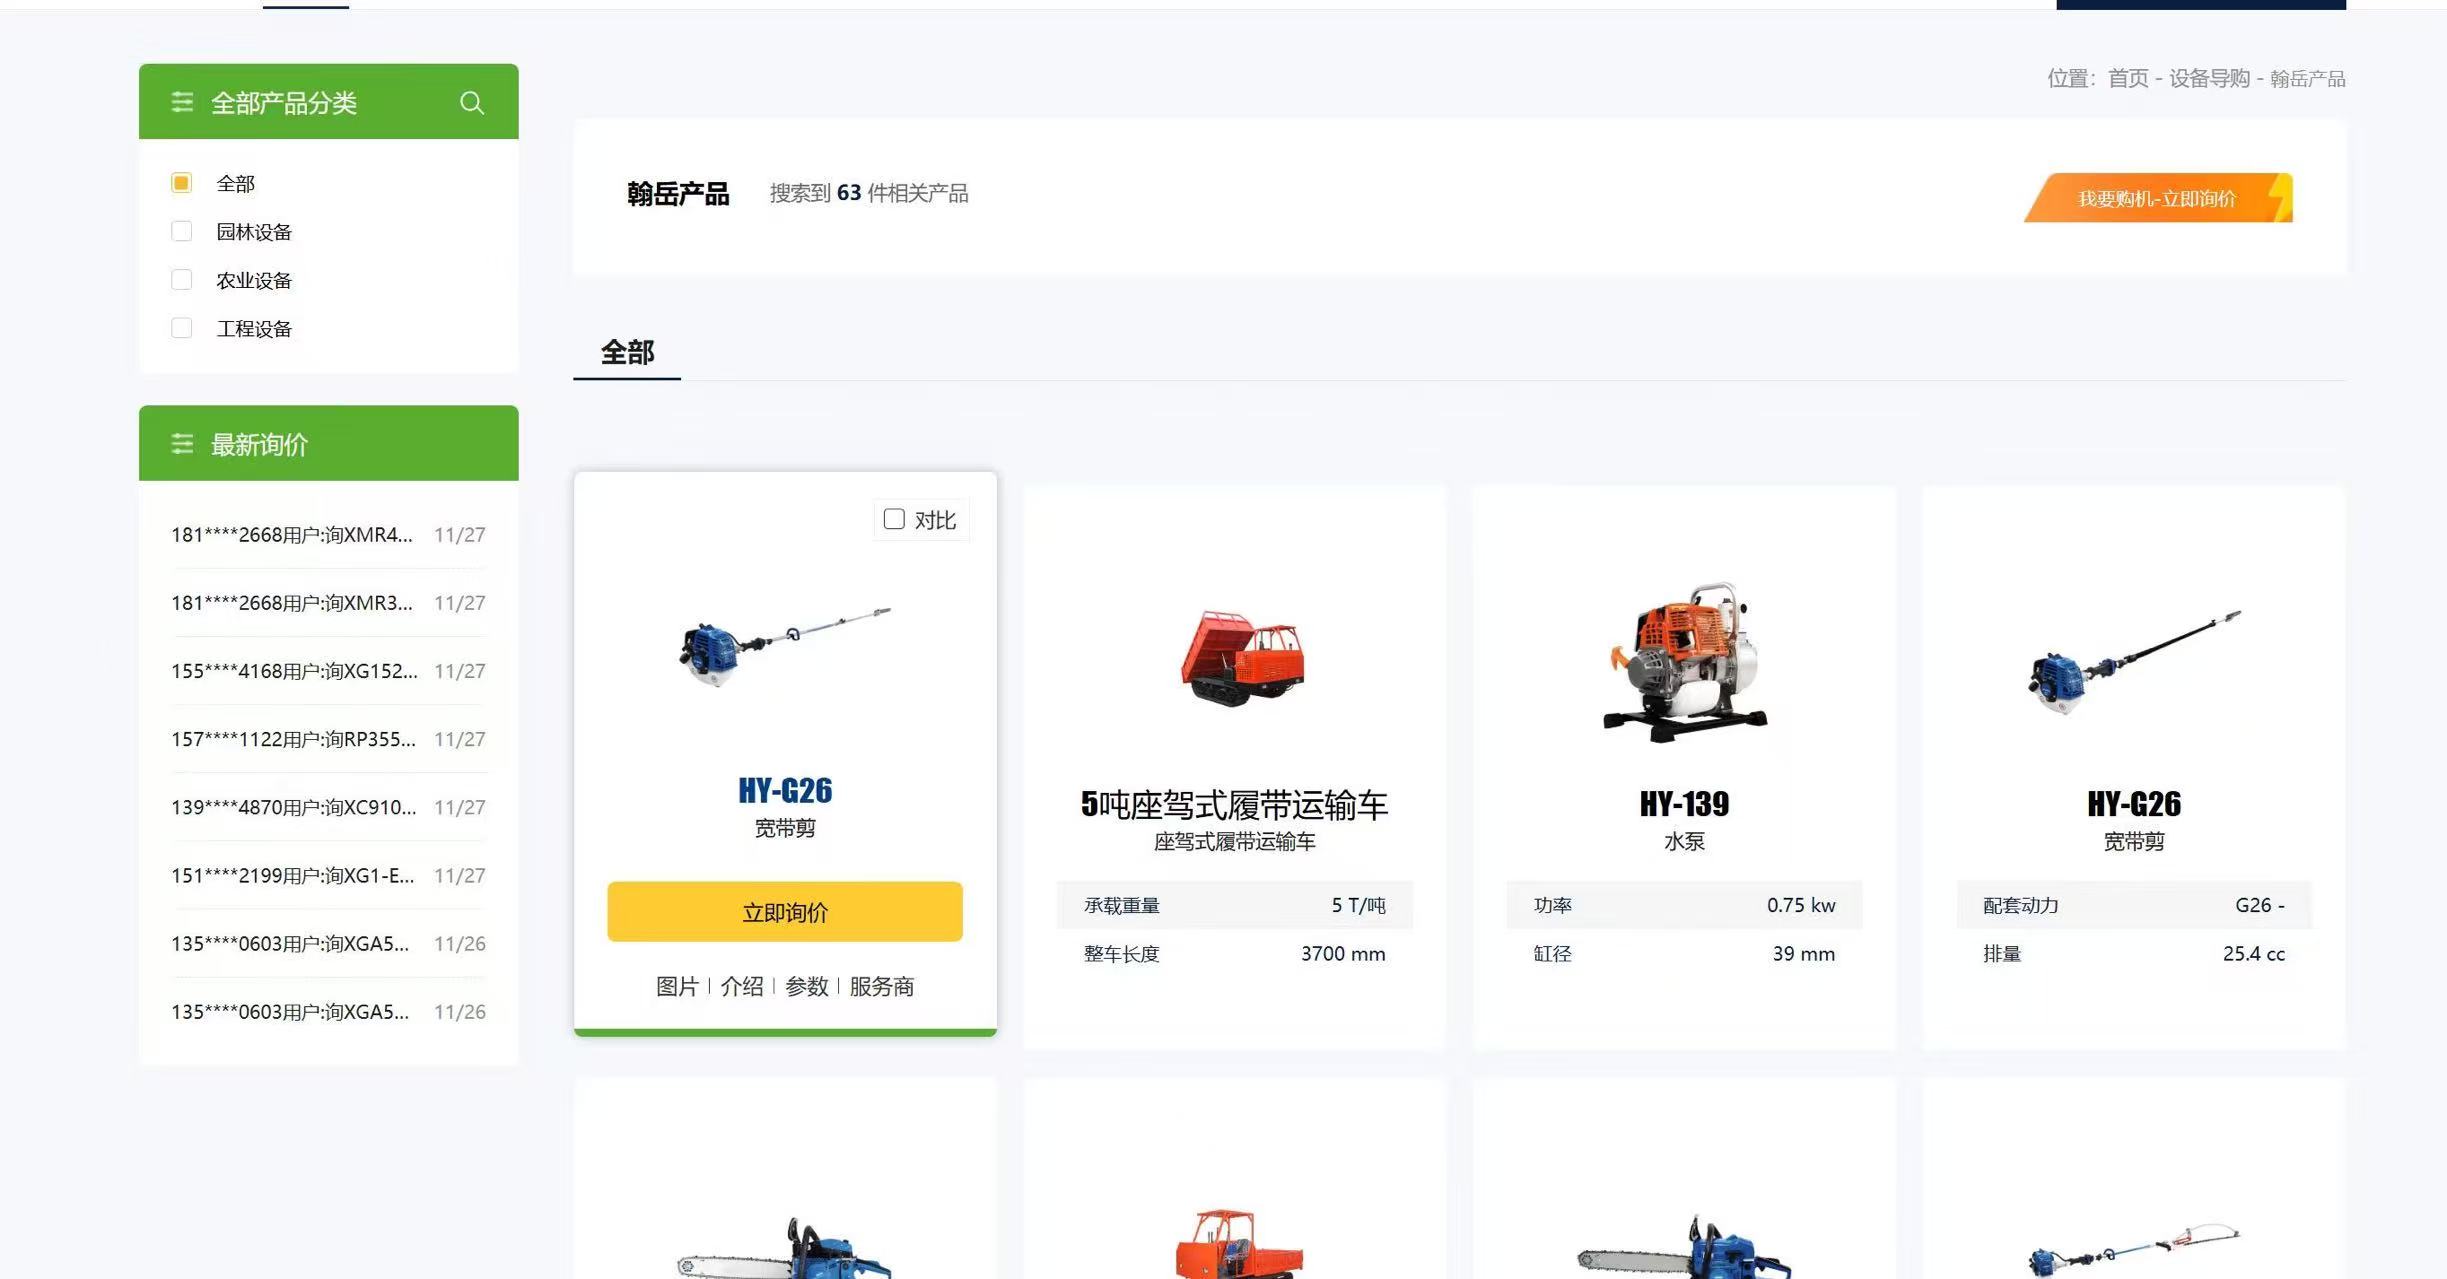 位置: 首页 - 设备导购 - 翰岳产品
全部产品分类
全部
园林设备
农业设备
工程设备
翰岳产品 搜索到 63 件相关产品
我要购机-立即询价
全部
最新询价
181****2668用户:询XMR4... 11/27
181****2668用户:询XMR3... 11/27
155****4168用户:询XG152... 11/27
157****1122用户:询RP355... 11/27
139****4870用户:询XC910... 11/27
151****2199用户:询XG1-E... 11/27
135****0603用户:询XGA5... 11/26
135****0603用户:询XGA5... 11/26
对比
HY-G26
宽带剪
立即询价
图片 | 介绍 | 参数 | 服务商
5吨座驾式履带运输车
座驾式履带运输车
承载重量 5 T/吨
整车长度 3700 mm
HY-139
水泵
功率 0.75 kw
缸径 39 mm
HY-G26
宽带剪
配套动力 G26 -
排量 25.4 cc